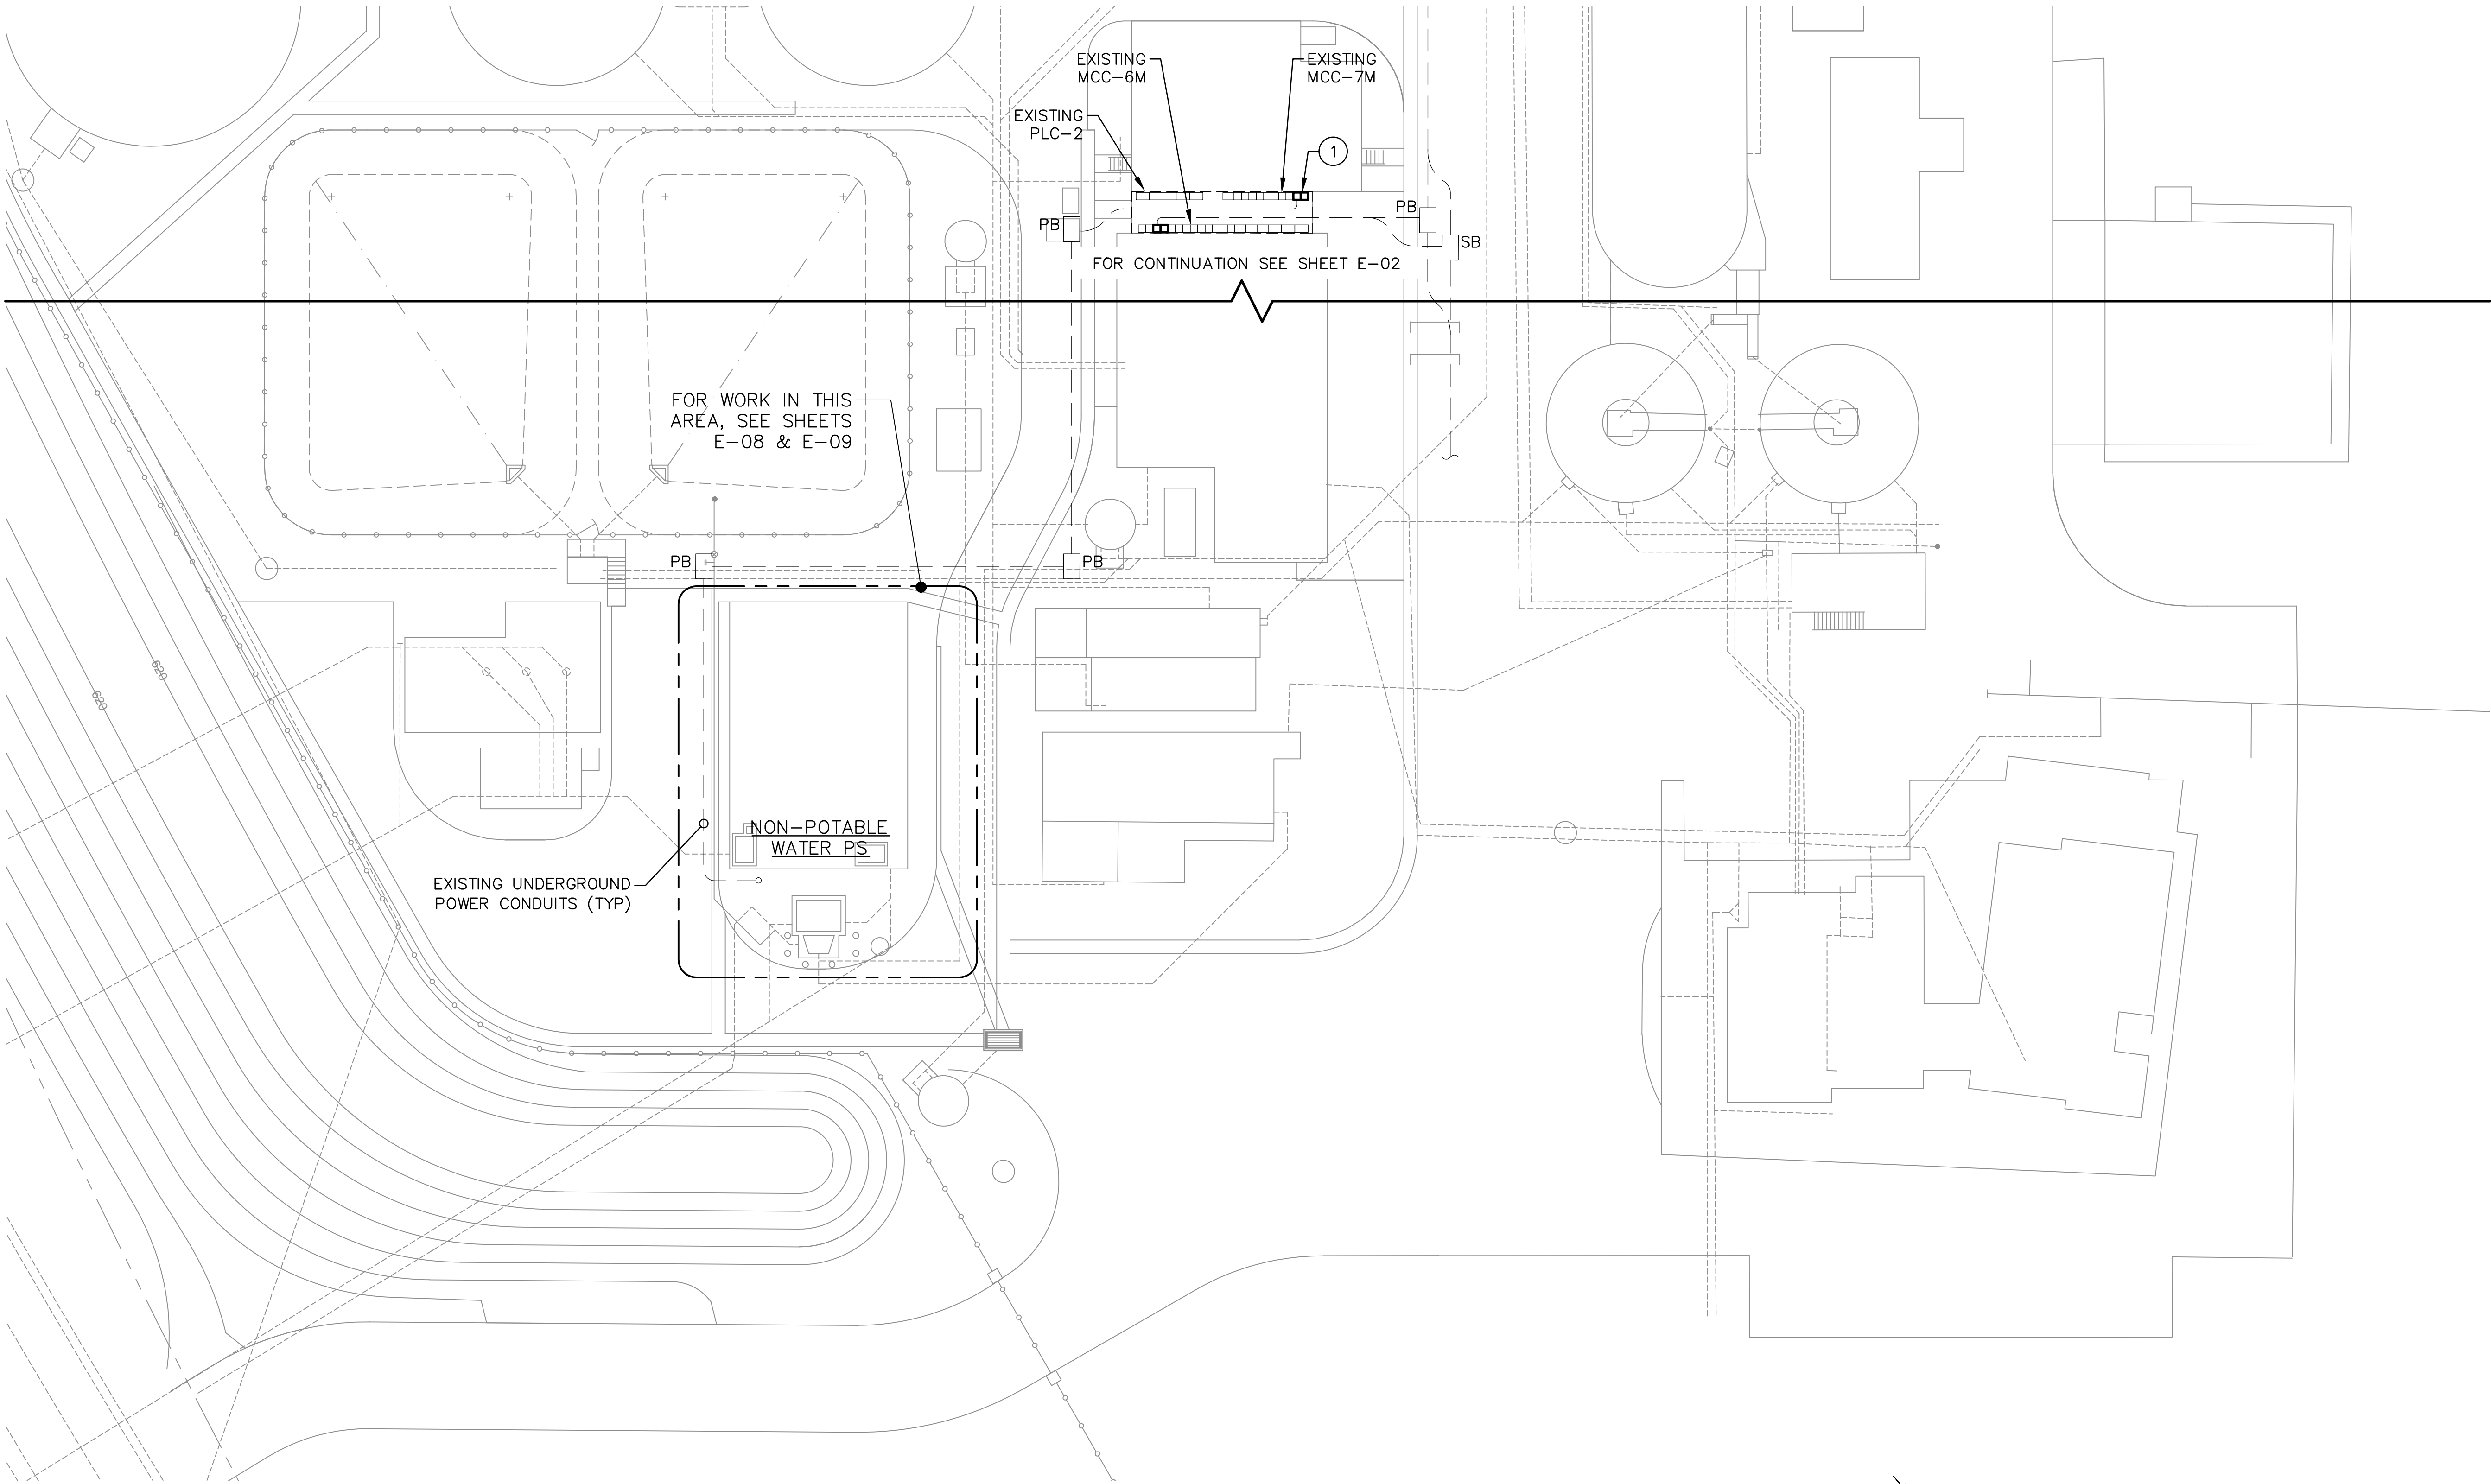 EXISTING
MCC-6M
EXISTING
MCC-7M
EXISTING
PLC-2
1
PB
PB
SB
FOR CONTINUATION SEE SHEET E-02
FOR WORK IN THIS
AREA, SEE SHEETS
E-08 & E-09
PB
PB
620
620
NON-POTABLE
WATER PS
EXISTING UNDERGROUND
POWER CONDUITS (TYP)